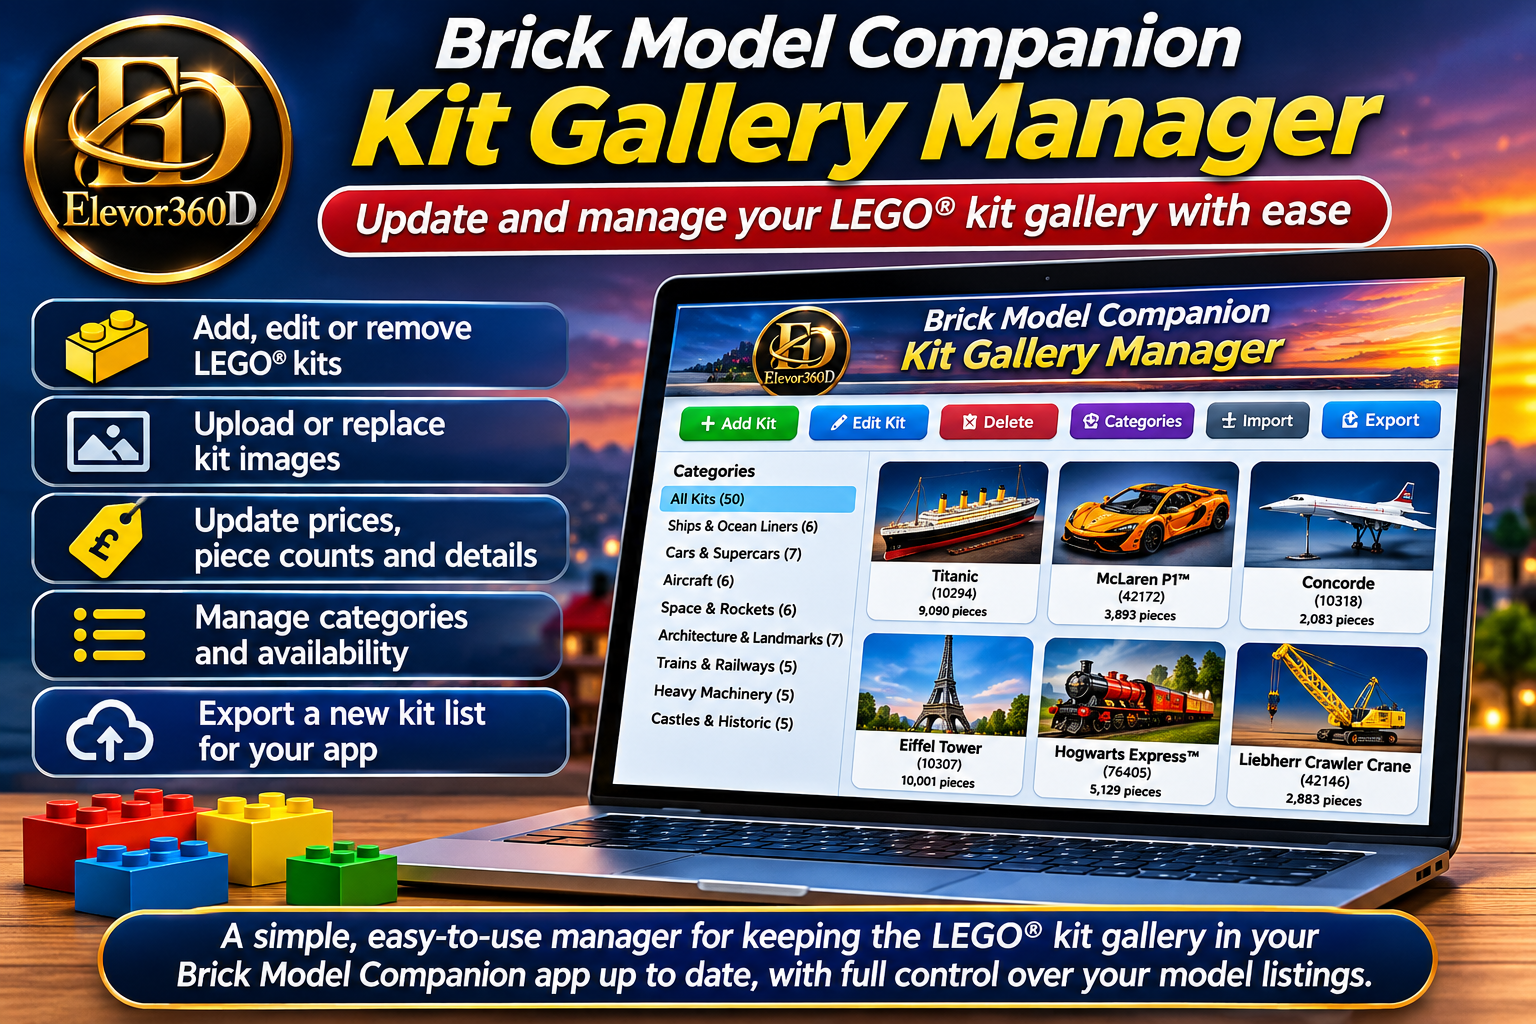 Brick Model Companion
Kit Gallery Manager
Update and manage your LEGO® kit gallery with ease
Elevor360D
Add, edit or remove
LEGO® kits
Upload or replace
kit images
£
Update prices,
piece counts and details
Manage categories
and availability
Export a new kit list
for your app
Elevor360D
Brick Model Companion
Kit Gallery Manager
Add Kit
Edit Kit
Delete
Categories
Import
Export
Categories
All Kits (50)
Ships & Ocean Liners (6)
Cars & Supercars (7)
Aircraft (6)
Space & Rockets (6)
Architecture & Landmarks (7)
Trains & Railways (5)
Heavy Machinery (5)
Castles & Historic (5)
Titanic
(10294)
9,090 pieces
McLaren P1™
(42172)
3,893 pieces
Concorde
(10318)
2,083 pieces
Eiffel Tower
(10307)
10,001 pieces
Hogwarts Express™
(76405)
5,129 pieces
Liebherr Crawler Crane
(42146)
2,883 pieces
A simple, easy-to-use manager for keeping the LEGO® kit gallery in your
Brick Model Companion app up to date, with full control over your model listings.